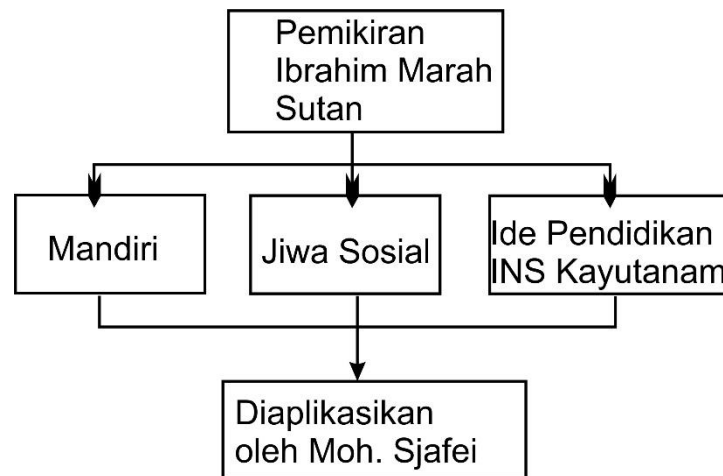 Pemikiran
Ibrahim Marah
Sutan
Mandiri
Jiwa Sosial
Ide Pendidikan
INS Kayutanam
Diaplikasikan
oleh Moh. Sjafei